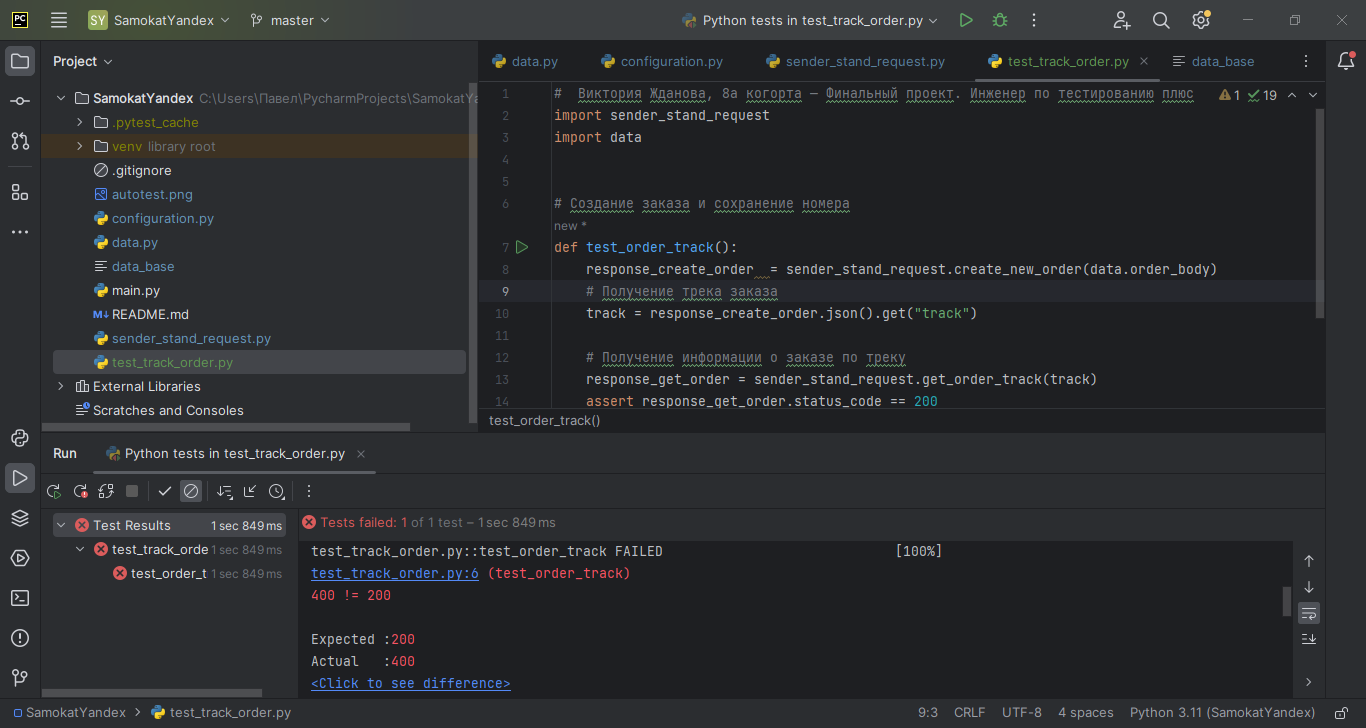 PC
SY SamokatYandex
master
Python tests in test_track_order.py
Project
SamokatYandex C:\Users\Павел\PycharmProjects\SamokatYa
.pytest_cache
venv library root
.gitignore
autotest.png
configuration.py
data.py
data_base
main.py
M↓ README.md
sender_stand_request.py
test_track_order.py
External Libraries
Scratches and Consoles
data.py configuration.py sender_stand_request.py test_track_order.py data_base
1 19
1 # Виктория Жданова, 8а когорта — Финальный проект. Инженер по тестированию плюс
2 import sender_stand_request
3 import data
4
5
6 # Создание заказа и сохранение номера
new *
7 def test_order_track():
8 response_create_order  = sender_stand_request.create_new_order(data.order_body)
9 # Получение трека заказа
10 track = response_create_order.json().get("track")
11
12 # Получение информации о заказе по треку
13 response_get_order = sender_stand_request.get_order_track(track)
14 assert response_get_order.status_code == 200
test_order_track()
Run Python tests in test_track_order.py
Test Results 1 sec 849 ms
test_track_orde 1 sec 849 ms
test_order_t 1 sec 849 ms
Tests failed: 1 of 1 test – 1 sec 849 ms
test_track_order.py::test_order_track FAILED [100%]
test_track_order.py:6 (test_order_track)
400 != 200
Expected :200
Actual :400
<Click to see difference>
SamokatYandex > test_track_order.py
9:3 CRLF UTF-8 4 spaces Python 3.11 (SamokatYandex)